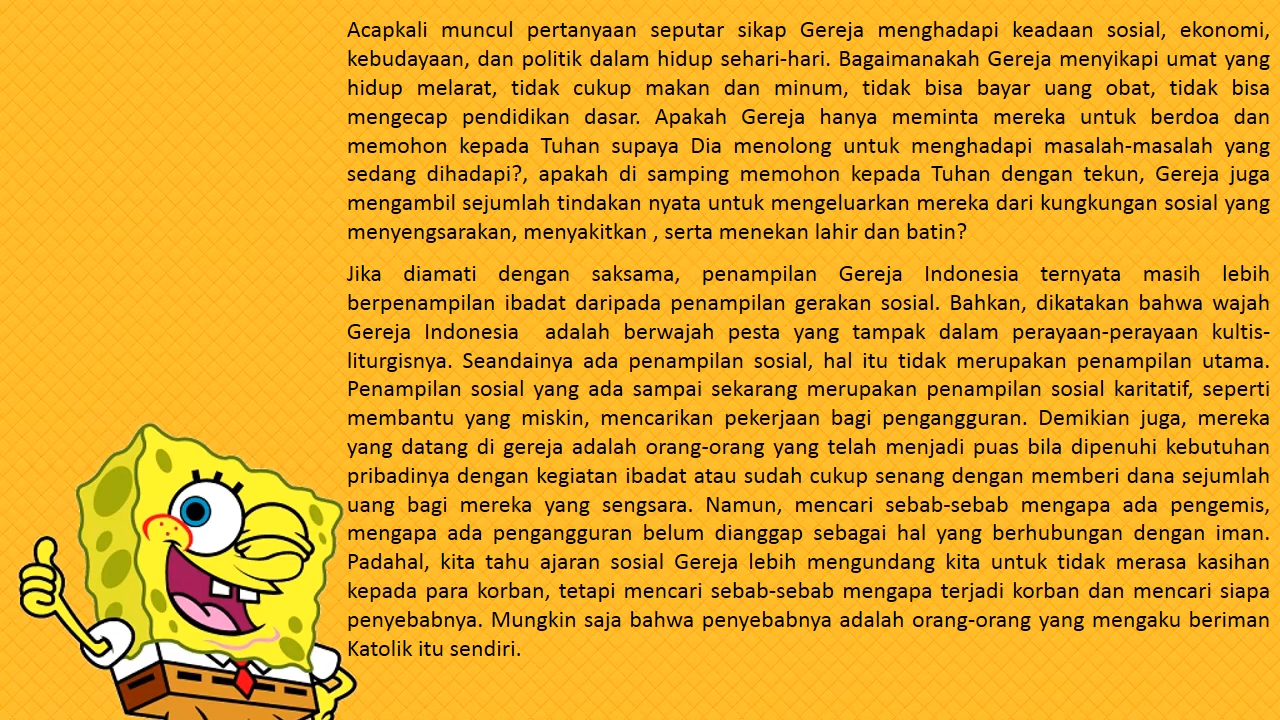 Acapkali muncul pertanyaan seputar sikap Gereja menghadapi keadaan sosial, ekonomi,
kebudayaan, dan politik dalam hidup sehari-hari. Bagaimanakah Gereja menyikapi umat yang
hidup melarat, tidak cukup makan dan minum, tidak bisa bayar uang obat, tidak bisa
mengecap pendidikan dasar. Apakah Gereja hanya meminta mereka untuk berdoa dan
memohon kepada Tuhan supaya Dia menolong untuk menghadapi masalah-masalah yang
sedang dihadapi?, apakah di samping memohon kepada Tuhan dengan tekun, Gereja juga
mengambil sejumlah tindakan nyata untuk mengeluarkan mereka dari kungkungan sosial yang
menyengsarakan, menyakitkan , serta menekan lahir dan batin?
Jika diamati dengan saksama, penampilan Gereja Indonesia ternyata masih lebih
berpenampilan ibadat daripada penampilan gerakan sosial. Bahkan, dikatakan bahwa wajah
Gereja Indonesia  adalah berwajah pesta yang tampak dalam perayaan-perayaan kultis-
liturgisnya. Seandainya ada penampilan sosial, hal itu tidak merupakan penampilan utama.
Penampilan sosial yang ada sampai sekarang merupakan penampilan sosial karitatif, seperti
membantu yang miskin, mencarikan pekerjaan bagi pengangguran. Demikian juga, mereka
yang datang di gereja adalah orang-orang yang telah menjadi puas bila dipenuhi kebutuhan
pribadinya dengan kegiatan ibadat atau sudah cukup senang dengan memberi dana sejumlah
uang bagi mereka yang sengsara. Namun, mencari sebab-sebab mengapa ada pengemis,
mengapa ada pengangguran belum dianggap sebagai hal yang berhubungan dengan iman.
Padahal, kita tahu ajaran sosial Gereja lebih mengundang kita untuk tidak merasa kasihan
kepada para korban, tetapi mencari sebab-sebab mengapa terjadi korban dan mencari siapa
penyebabnya. Mungkin saja bahwa penyebabnya adalah orang-orang yang mengaku beriman
Katolik itu sendiri.